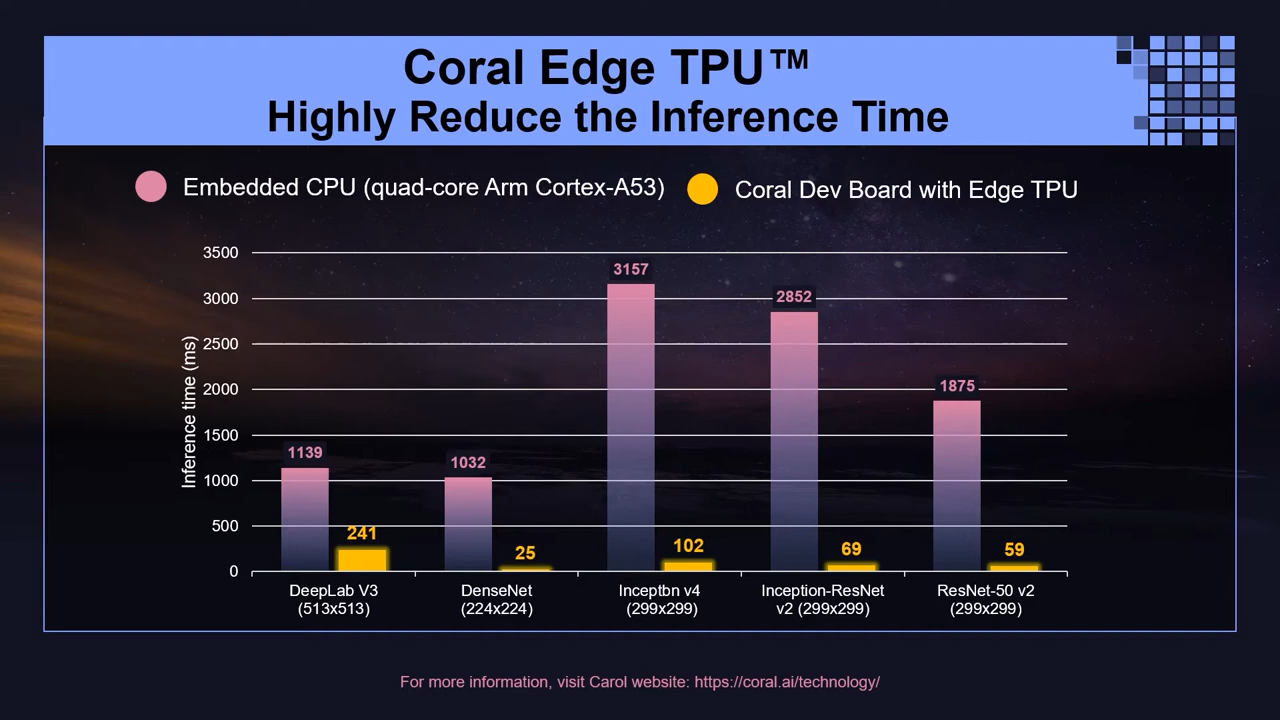 Coral Edge TPU™
Highly Reduce the Inference Time
Embedded CPU (quad-core Arm Cortex-A53)
Coral Dev Board with Edge TPU
Inference time (ms)
3500
3000
2500
2000
1500
1000
500
0
1139
241
1032
25
3157
102
2852
69
1875
59
DeepLab V3
(513x513)
DenseNet
(224x224)
Inceptbn v4
(299x299)
Inception-ResNet
v2 (299x299)
ResNet-50 v2
(299x299)
For more information, visit Carol website: https://coral.ai/technology/